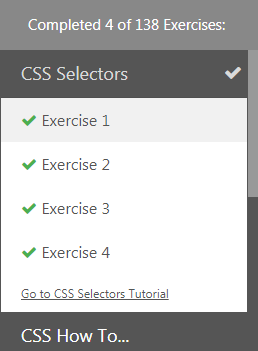 Completed 4 of 138 Exercises:
CSS Selectors
Exercise 1
Exercise 2
Exercise 3
Exercise 4
Go to CSS Selectors Tutorial
CSS How To...